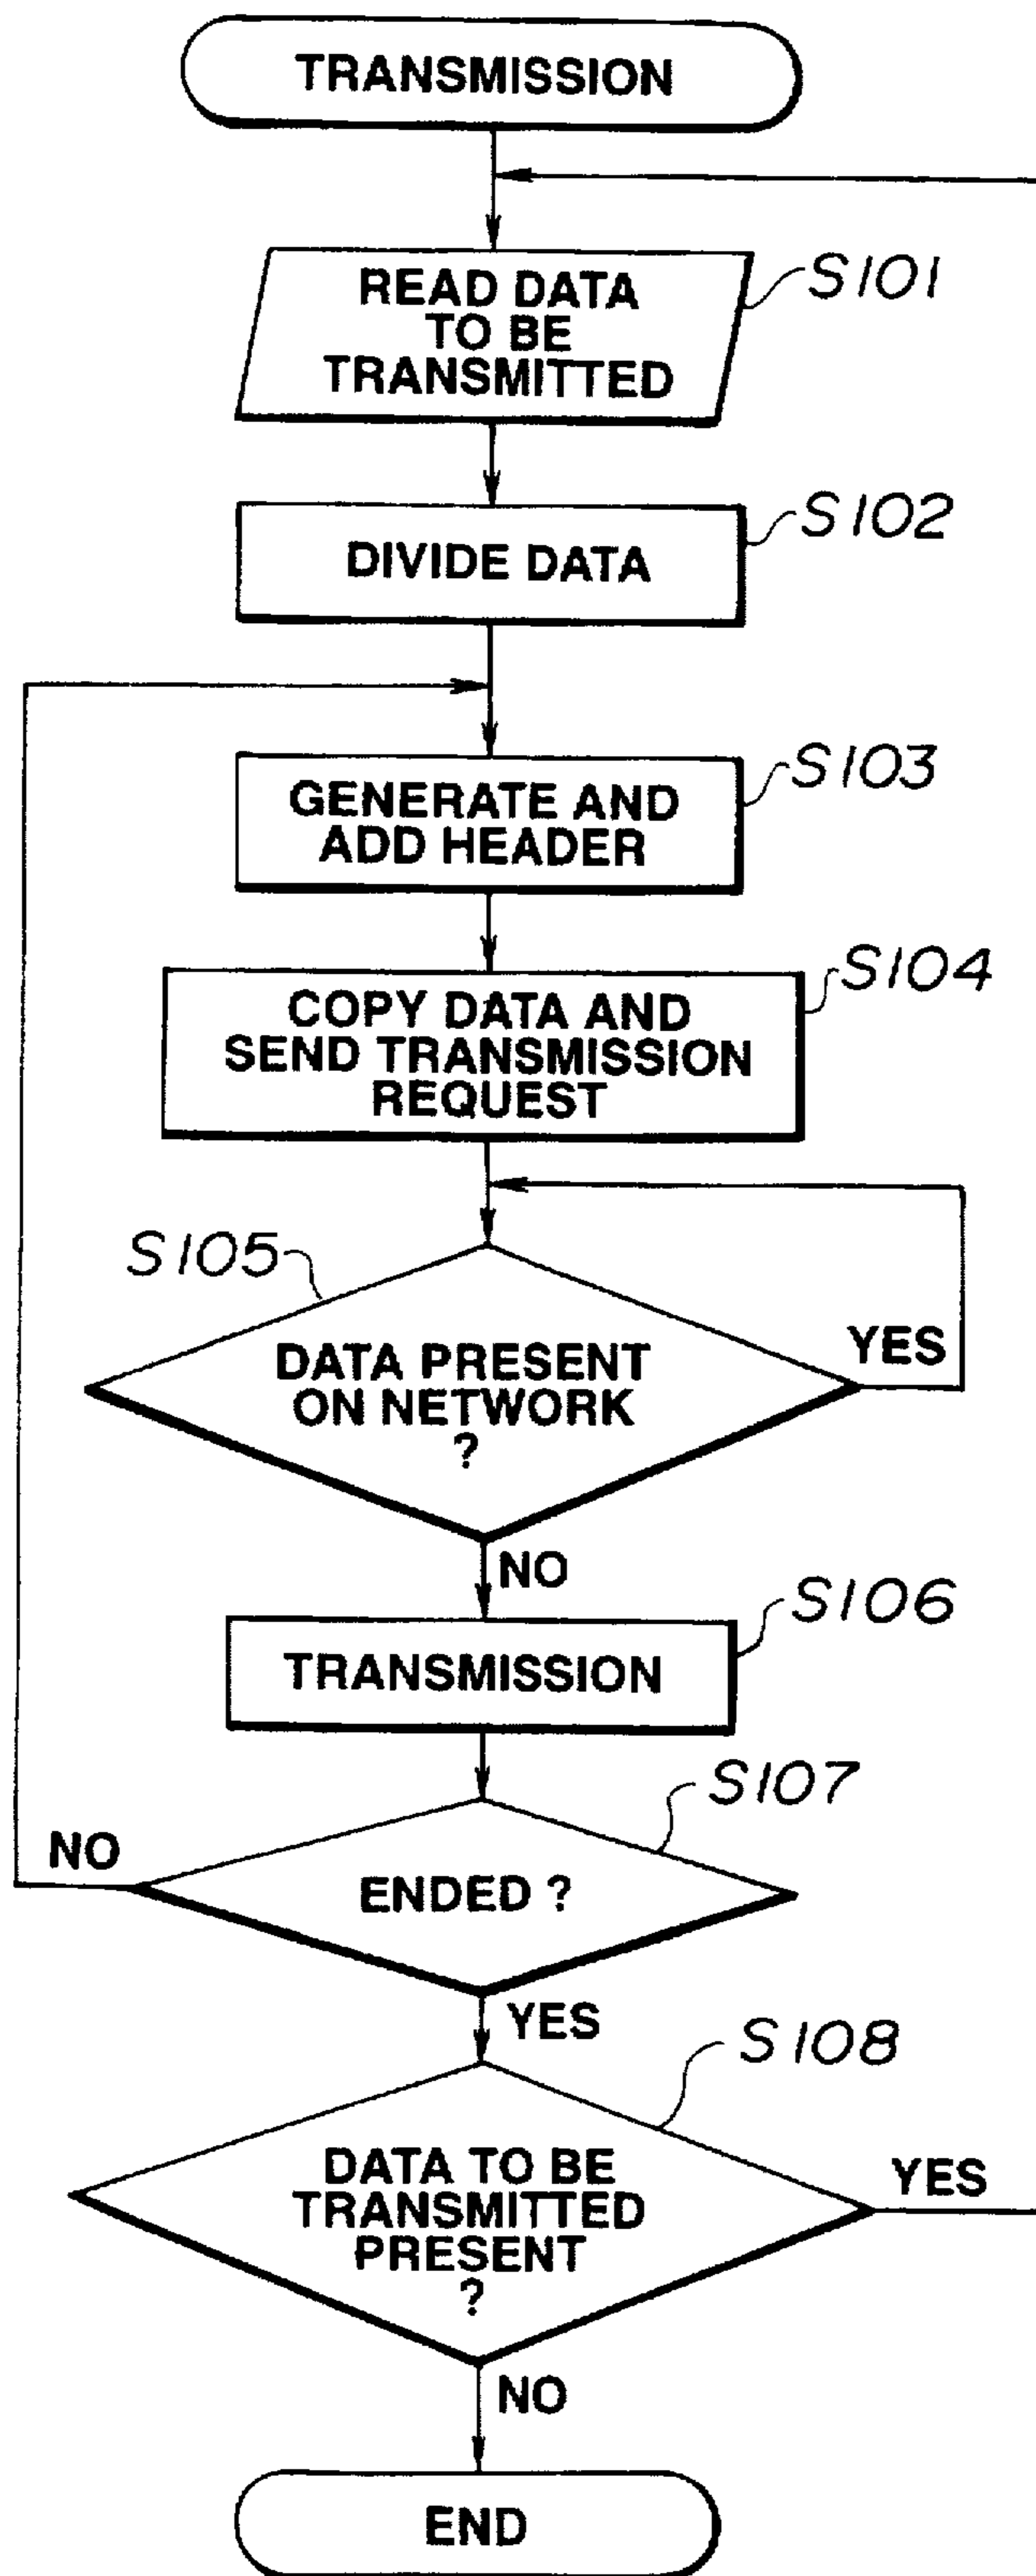 TRANSMISSION
READ DATA
TO BE
TRANSMITTED
S101
DIVIDE DATA
S102
GENERATE AND
ADD HEADER
S103
COPY DATA AND
SEND TRANSMISSION
REQUEST
S104
S105
DATA PRESENT
ON NETWORK
?
YES
NO
TRANSMISSION
S106
S107
NO
ENDED ?
YES
S108
DATA TO BE
TRANSMITTED
PRESENT
?
YES
NO
END